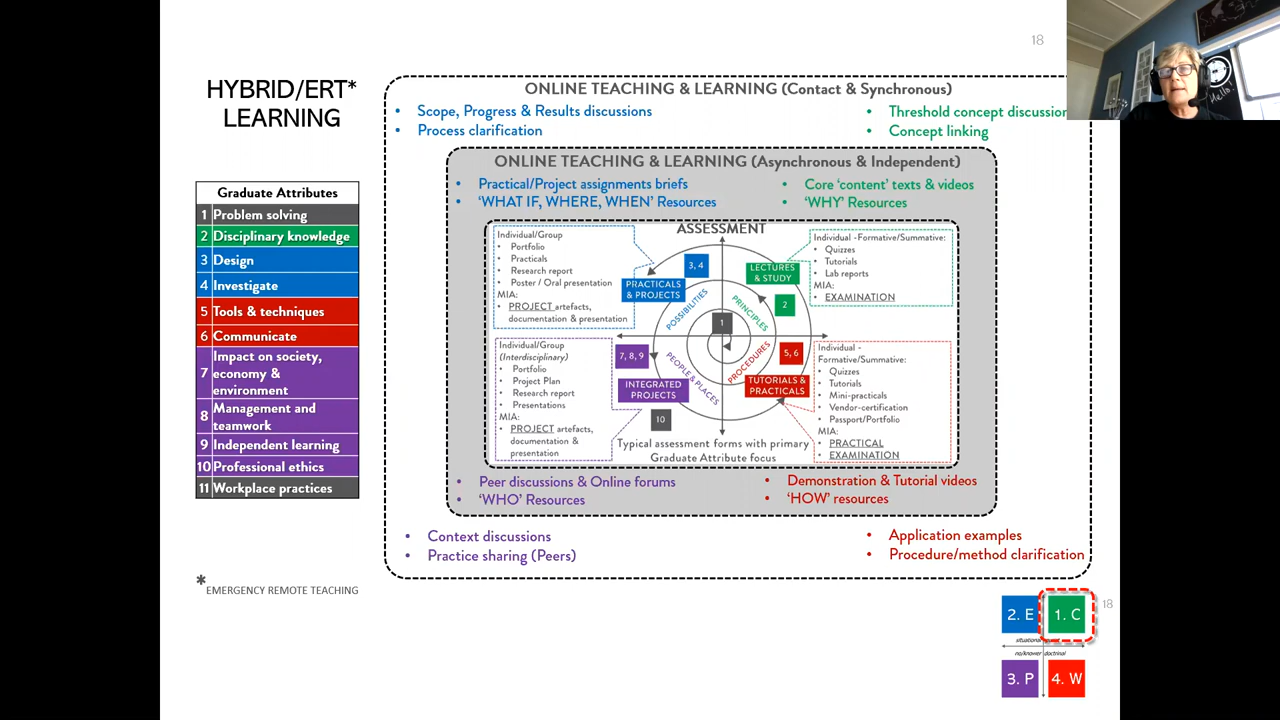 18
HYBRID/ERT*
LEARNING
Graduate Attributes
1 Problem solving
2 Disciplinary knowledge
3 Design
4 Investigate
5 Tools & techniques
6 Communicate
7 Impact on society,
economy &
environment
8 Management and
teamwork
9 Independent learning
10 Professional ethics
11 Workplace practices
* EMERGENCY REMOTE TEACHING
ONLINE TEACHING & LEARNING (Contact & Synchronous)
• Scope, Progress & Results discussions
• Process clarification
• Threshold concept discussion
• Concept linking
ONLINE TEACHING & LEARNING (Asynchronous & Independent)
• Practical/Project assignments briefs
• ‘WHAT IF, WHERE, WHEN’ Resources
• Core ‘content’ texts & videos
• ‘WHY’ Resources
ASSESSMENT
Individual/Group
• Portfolio
• Practicals
• Research report
• Poster / Oral presentation
MIA:
• PROJECT artefacts,
documentation & presentation
3, 4
PRACTICALS
& PROJECTS
POSSIBILITIES
LECTURES
& STUDY
2
PRINCIPLES
Individual -Formative/Summative:
• Quizzes
• Tutorials
• Lab reports
MIA:
• EXAMINATION
1
Individual/Group
(Interdisciplinary)
• Portfolio
• Project Plan
• Research report
• Presentations
MIA:
• PROJECT artefacts,
documentation &
presentation
7, 8, 9
INTEGRATED
PROJECTS
PEOPLE & PLACES
10
PROCEDURES
5, 6
TUTORIALS &
PRACTICALS
Individual -
Formative/Summative:
• Quizzes
• Tutorials
• Mini-practicals
• Vendor-certification
• Passport/Portfolio
MIA:
• PRACTICAL
• EXAMINATION
Typical assessment forms with primary
Graduate Attribute focus
• Peer discussions & Online forums
• ‘WHO’ Resources
• Demonstration & Tutorial videos
• ‘HOW’ resources
• Context discussions
• Practice sharing (Peers)
• Application examples
• Procedure/method clarification
2. E
1. C
18
situational
no/knower doctrinal
3. P
4. W
Hello.